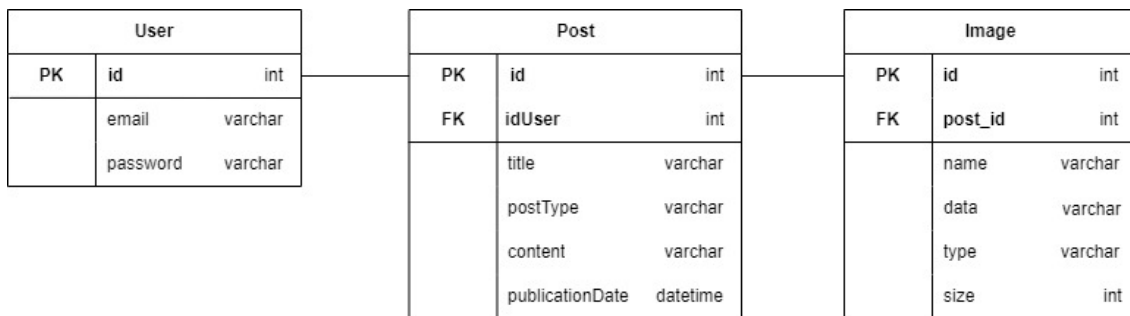 User
PK id int
email varchar
password varchar
Post
PK id int
FK idUser int
title varchar
postType varchar
content varchar
publicationDate datetime
Image
PK id int
FK post_id int
name varchar
data varchar
type varchar
size int